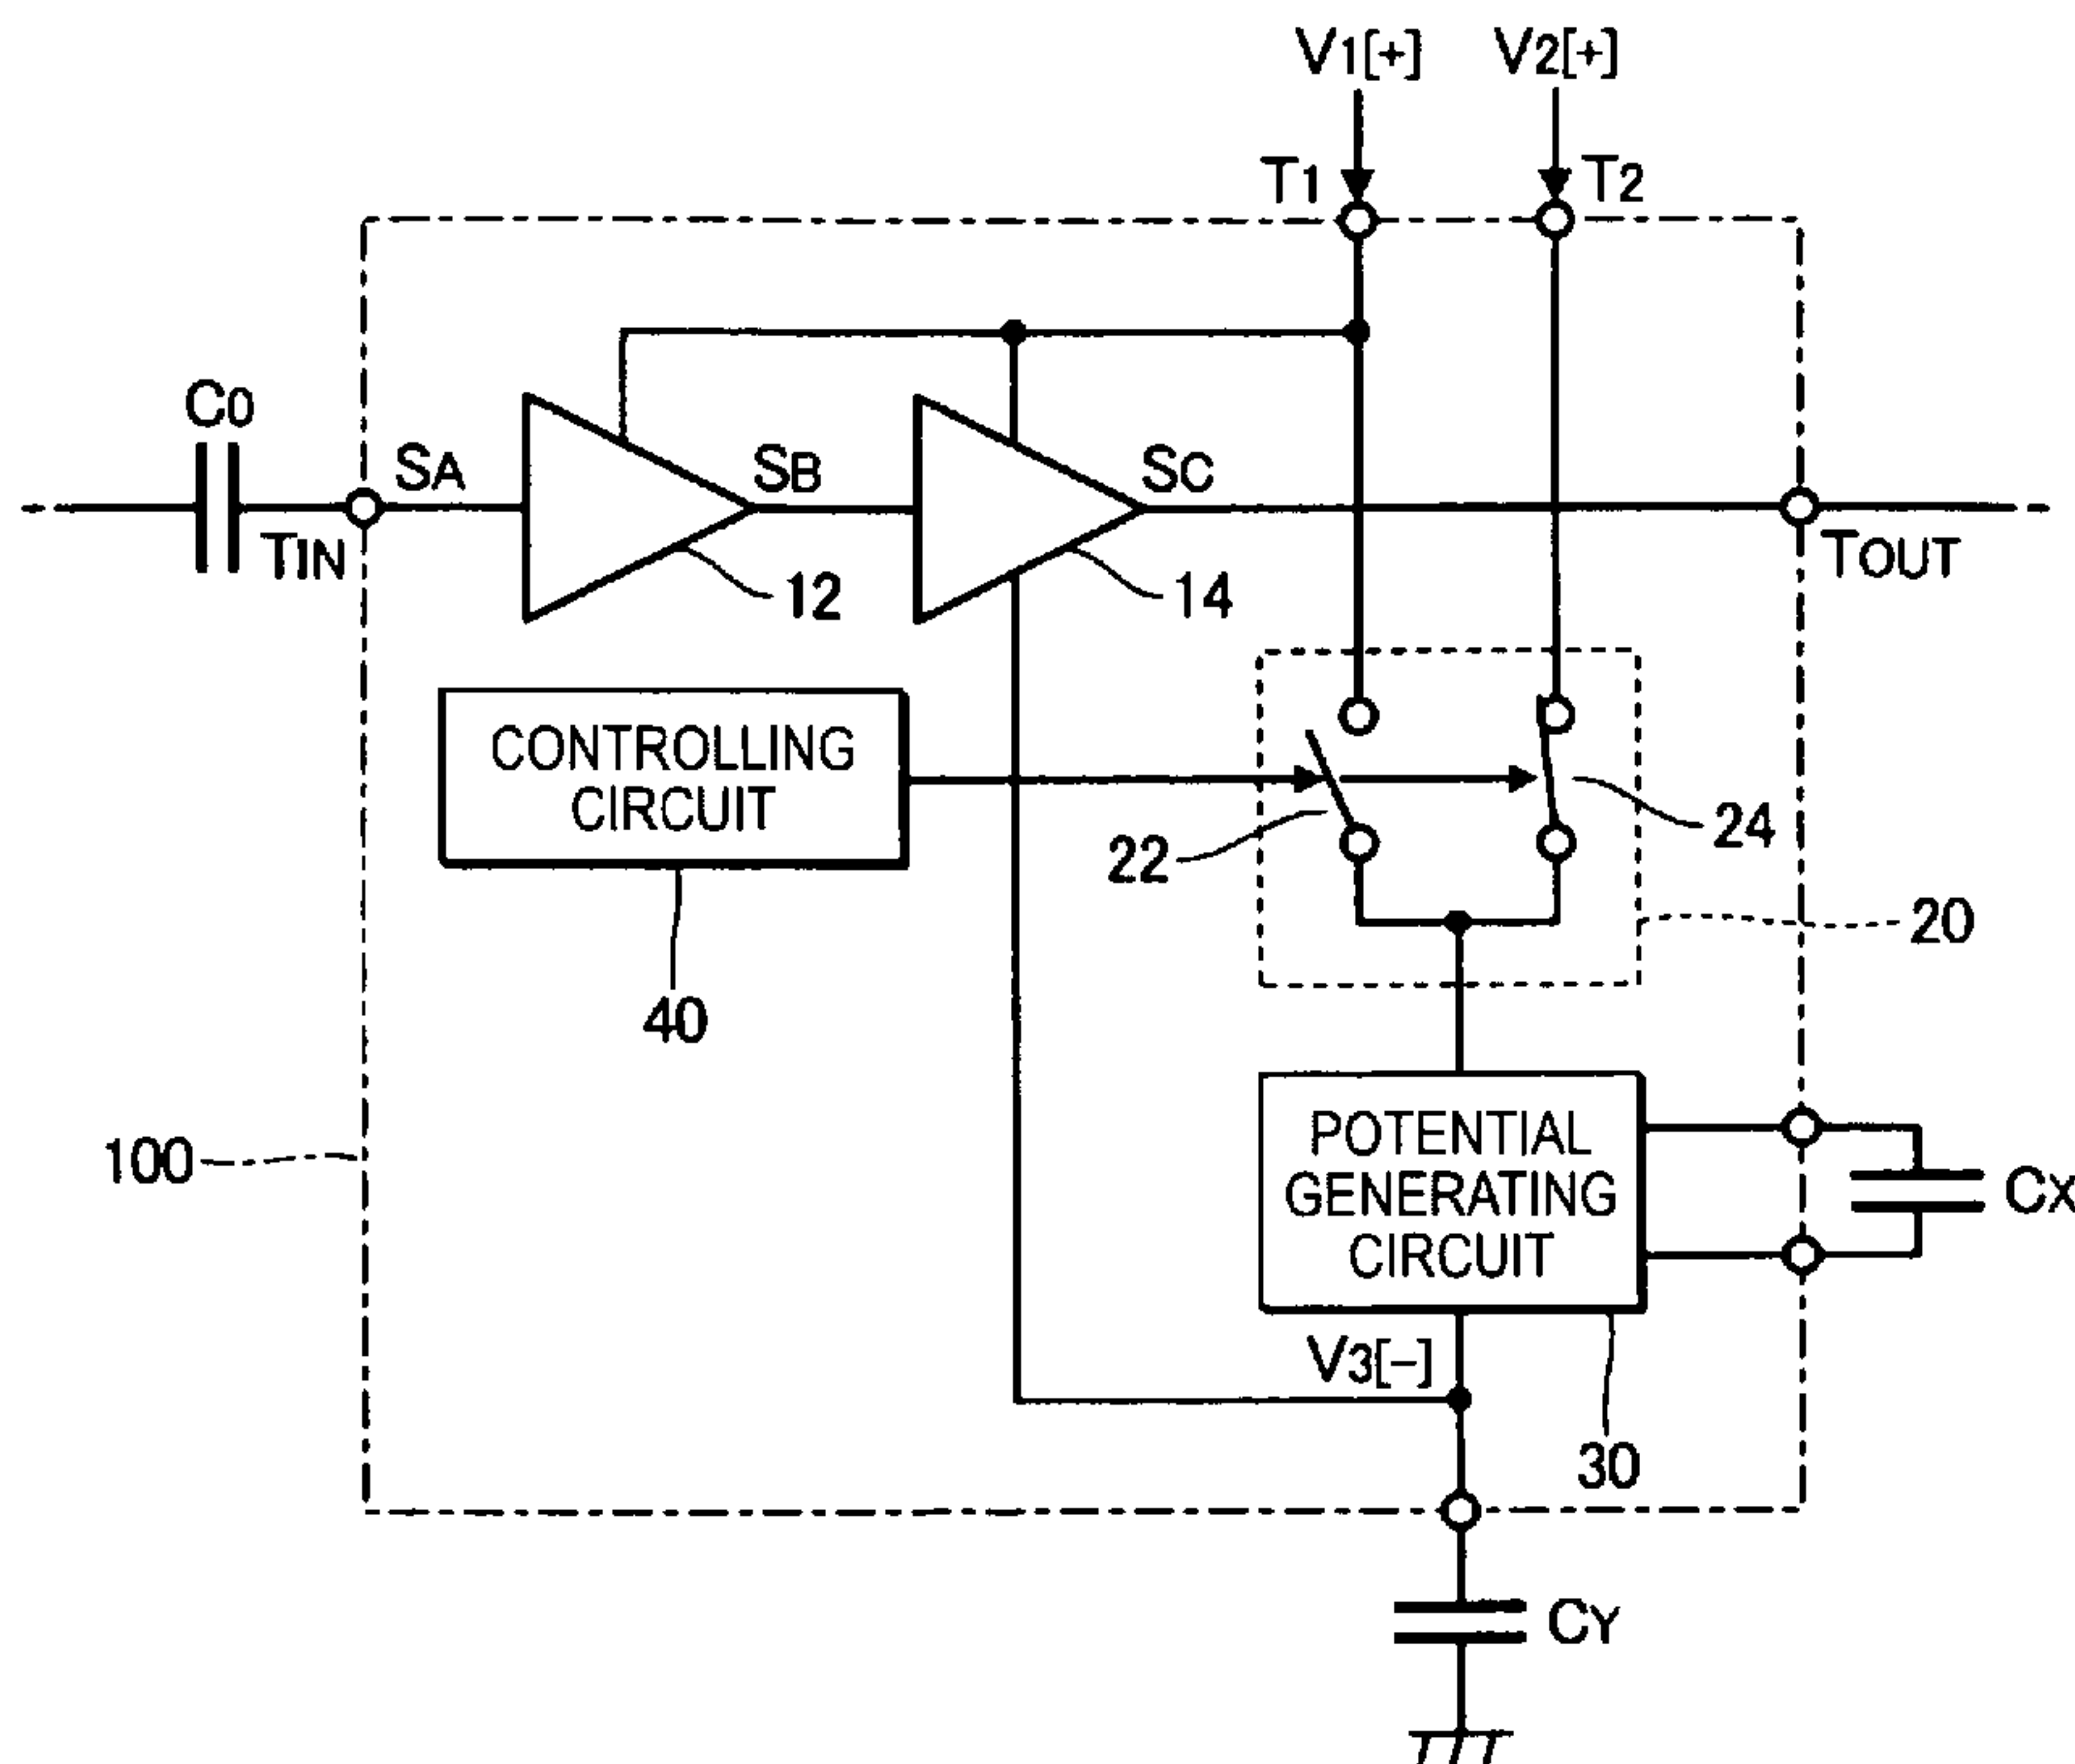 V1[+] V2[+]
T1 T2
C0
SA SB SC
TIN TOUT
12 14
CONTROLLING
CIRCUIT
22 24
20
40
POTENTIAL
GENERATING
CIRCUIT
100
CX
V3[−]
30
CY